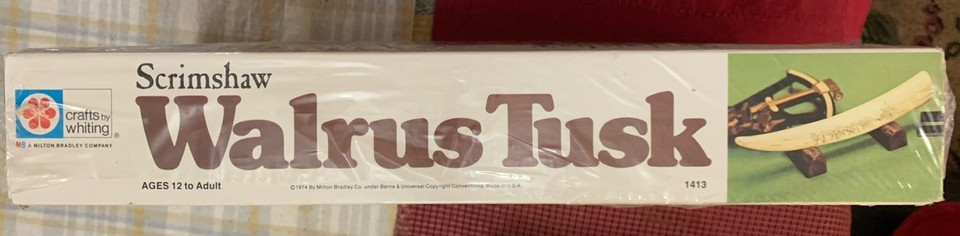 Scrimshaw
Walrus Tusk
crafts by
whiting®
MB A MILTON BRADLEY COMPANY
AGES 12 to Adult
©1974 By Milton Bradley Co. under Berne & Universal Copyright Conventions. Made in U.S.A.
1413